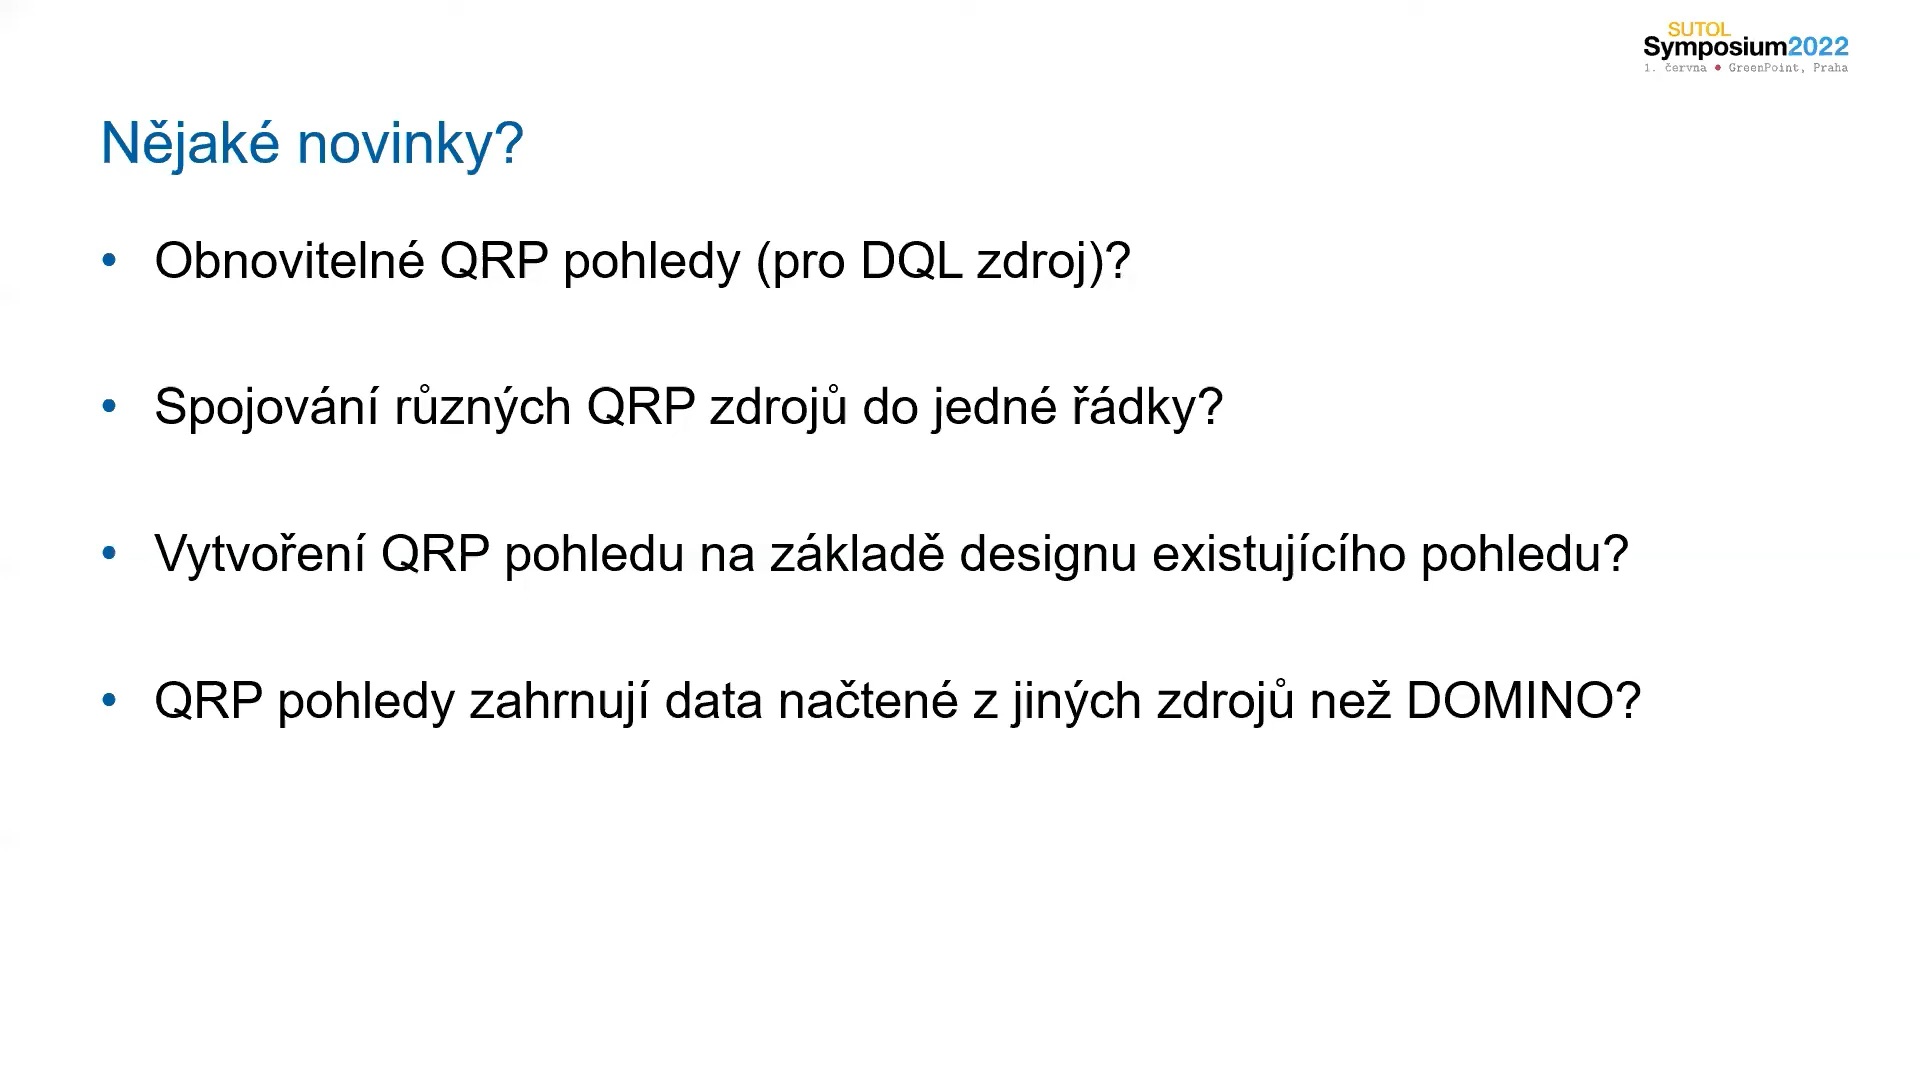 SUTOL
Symposium2022
1. června • GreenPoint, Praha
Nějaké novinky?
• Obnovitelné QRP pohledy (pro DQL zdroj)?
• Spojování různých QRP zdrojů do jedné řádky?
• Vytvoření QRP pohledu na základě designu existujícího pohledu?
• QRP pohledy zahrnují data načtené z jiných zdrojů než DOMINO?